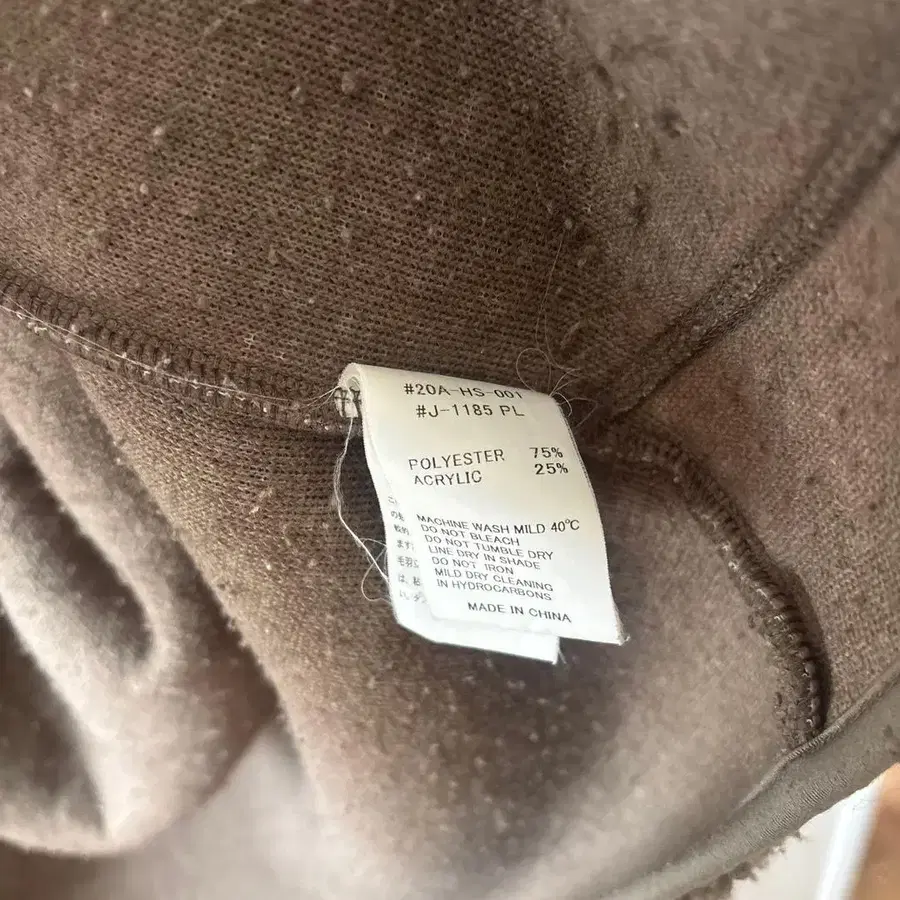 #20A-HS-001
#J-1185 PL
POLYESTER 75%
ACRYLIC 25%
MACHINE WASH MILD 40℃
DO NOT BLEACH
DO NOT TUMBLE DRY
LINE DRY IN SHADE
DO NOT IRON
MILD DRY CLEANING
IN HYDROCARBONS
MADE IN CHINA